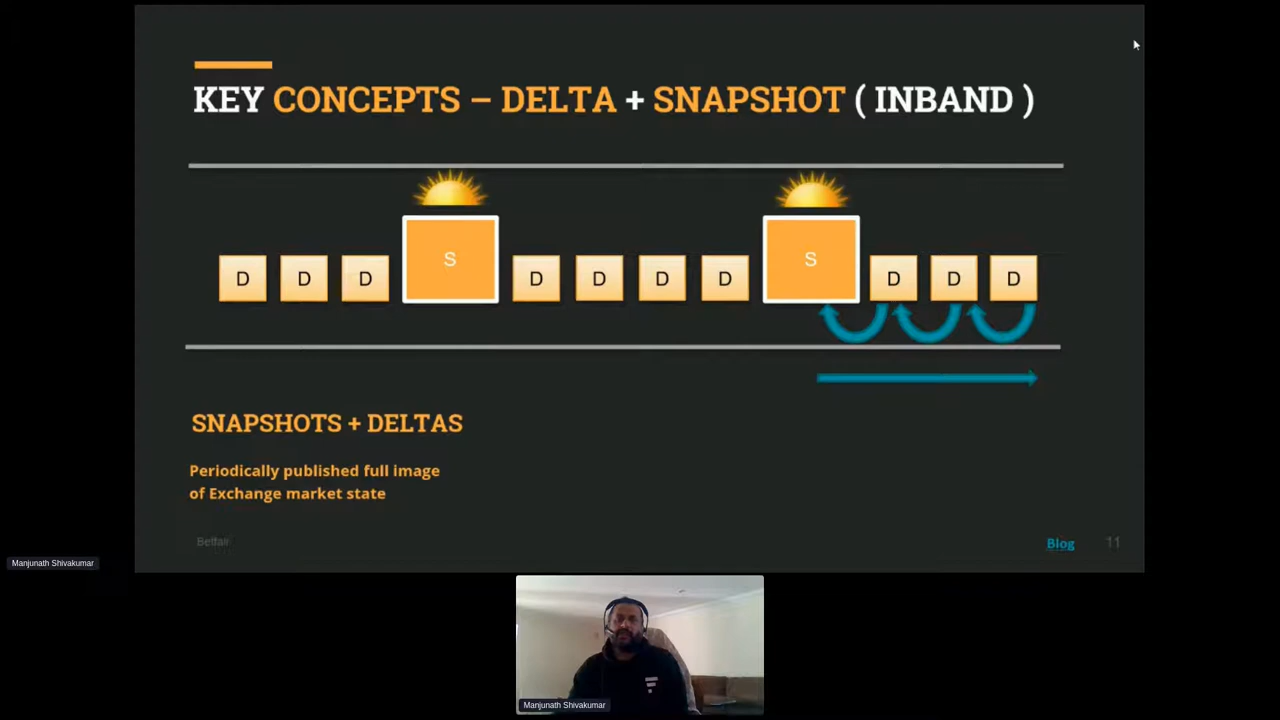 KEY CONCEPTS – DELTA + SNAPSHOT ( INBAND )
D D D S D D D D S D D D
SNAPSHOTS + DELTAS
Periodically published full image
of Exchange market state
Betfair
Blog 11
Manjunath Shivakumar
Manjunath Shivakumar